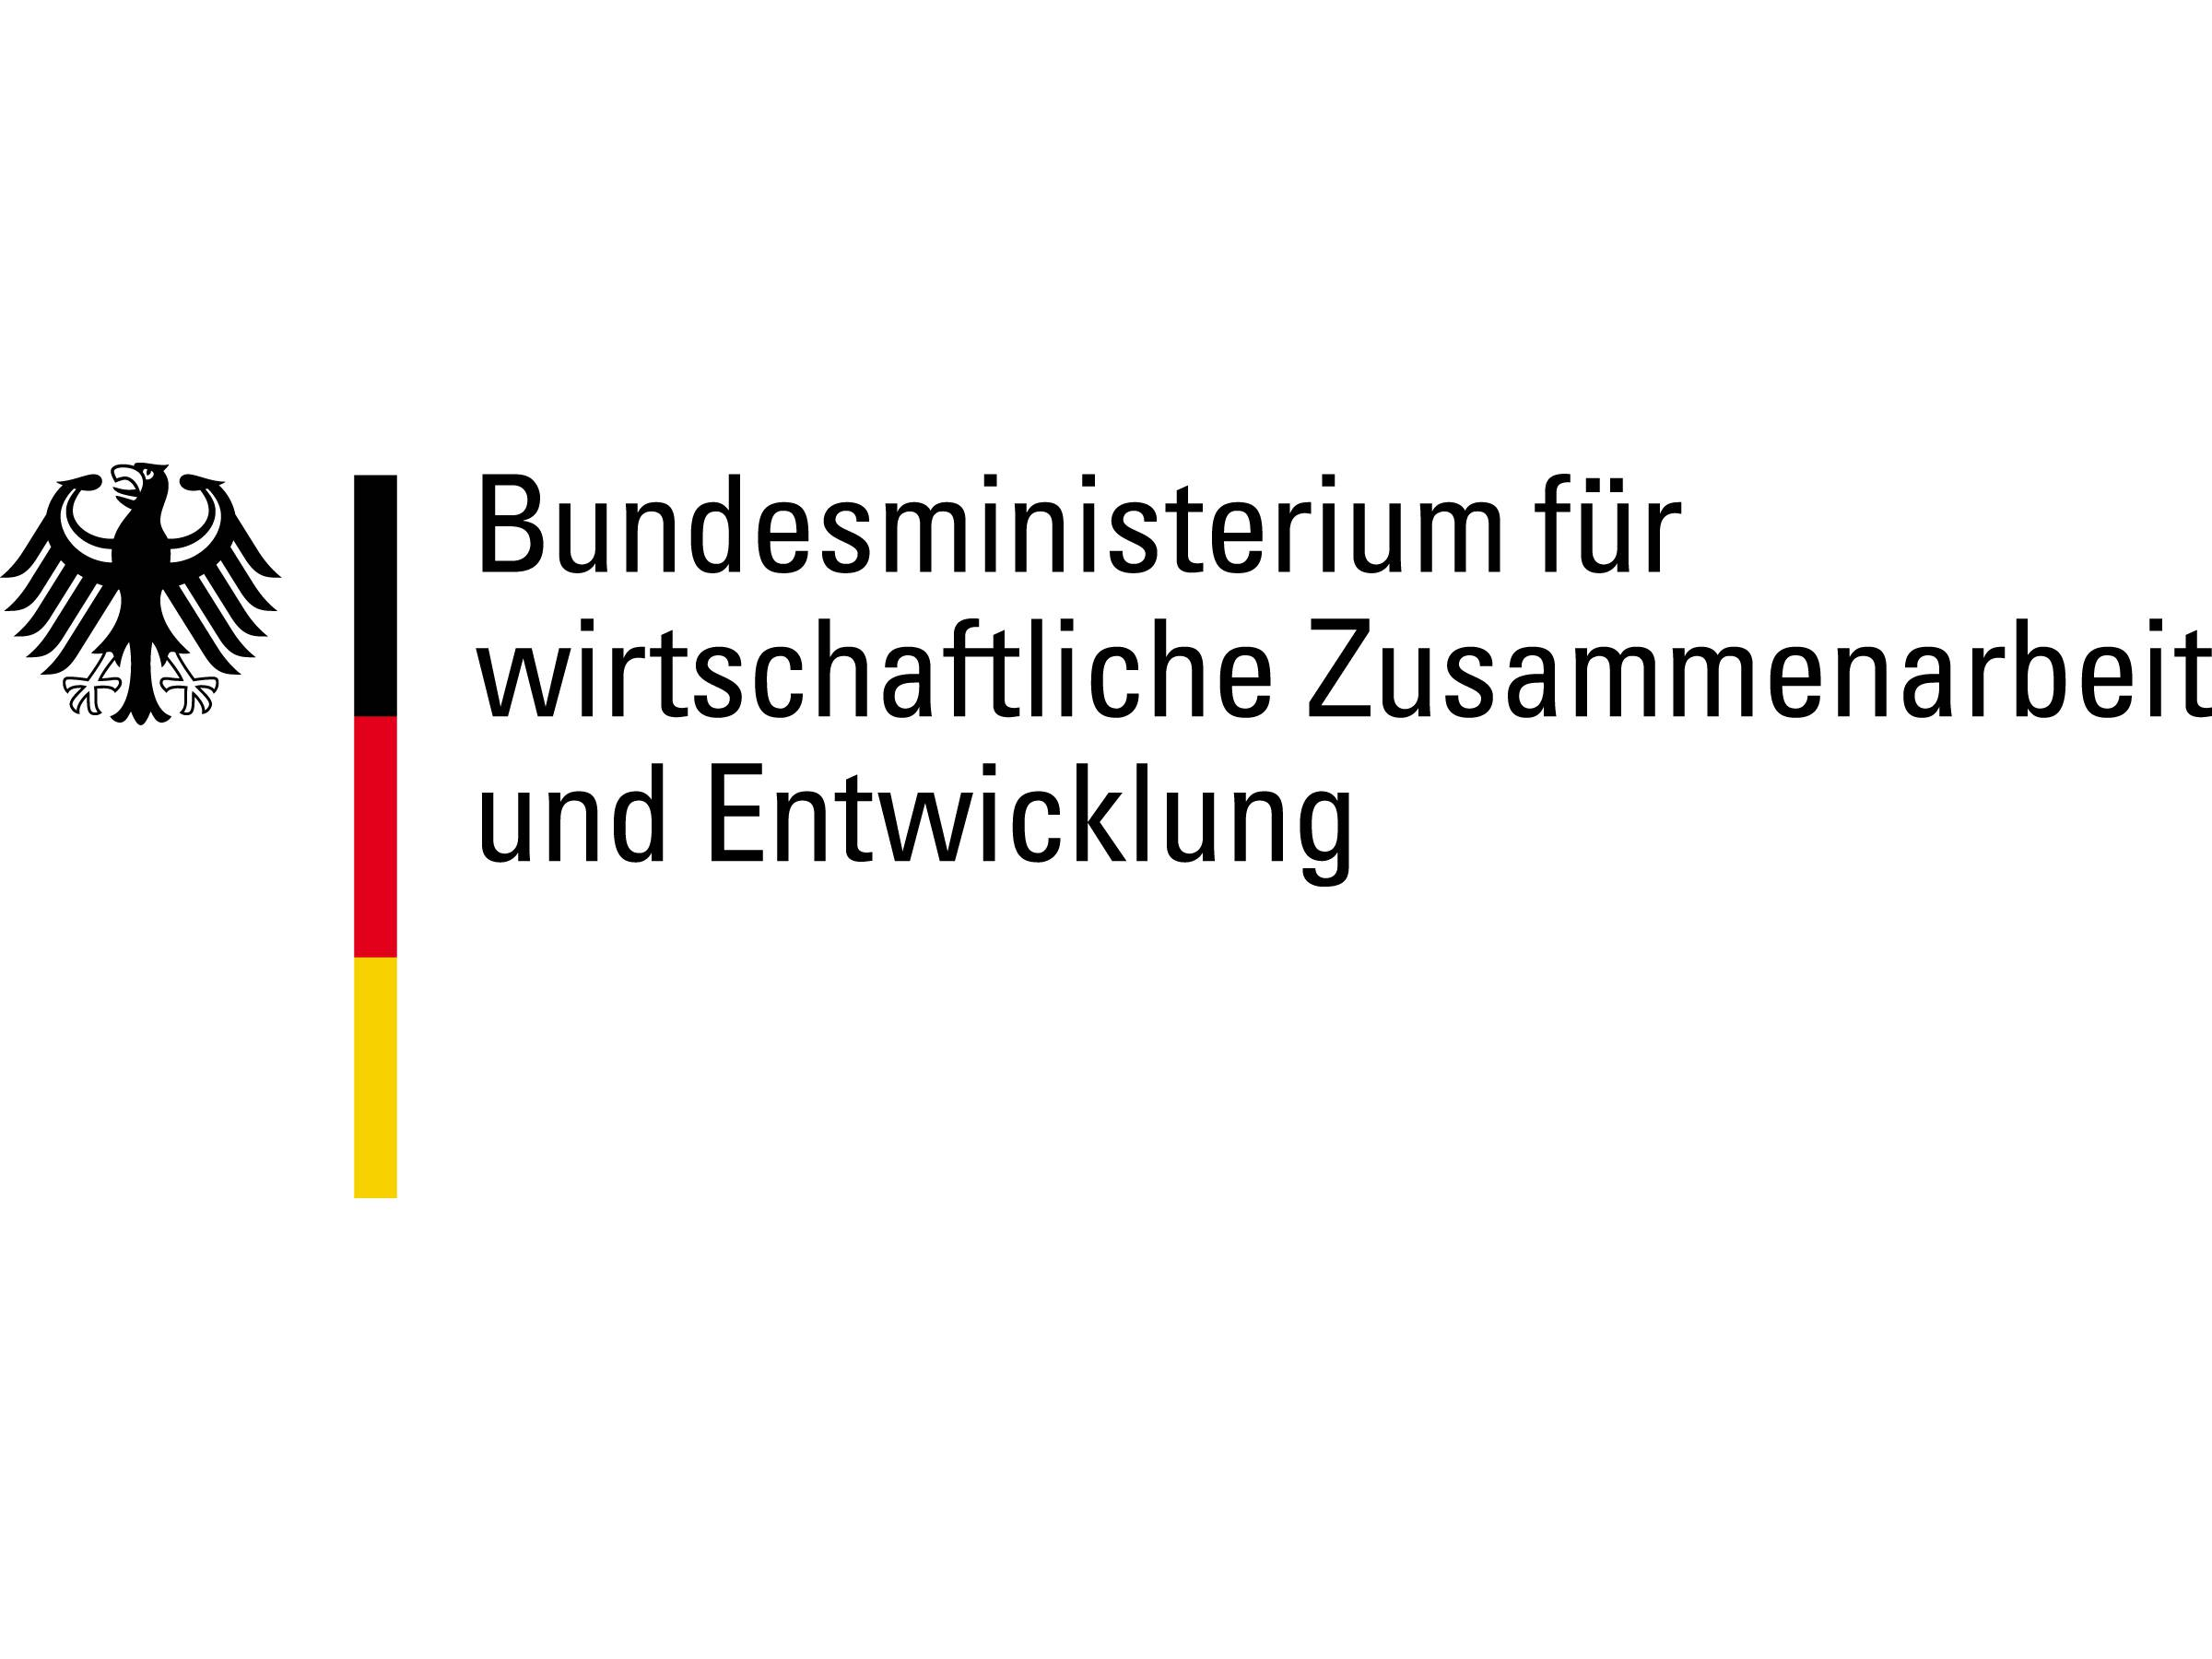 Bundesministerium für
wirtschaftliche Zusammenarbeit
und Entwicklung